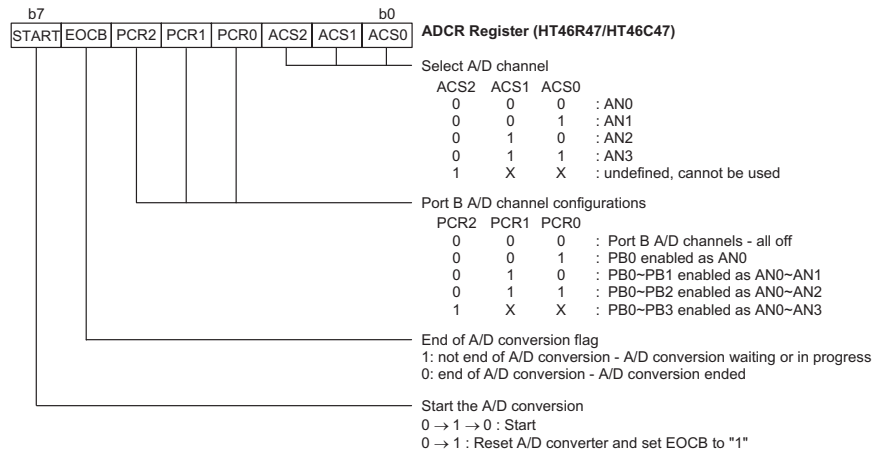 b7 b0
START EOCB PCR2 PCR1 PCR0 ACS2 ACS1 ACS0 ADCR Register (HT46R47/HT46C47)
Select A/D channel
ACS2 ACS1 ACS0
0 0 0 : AN0
0 0 1 : AN1
0 1 0 : AN2
0 1 1 : AN3
1 X X : undefined, cannot be used
Port B A/D channel configurations
PCR2 PCR1 PCR0
0 0 0 : Port B A/D channels - all off
0 0 1 : PB0 enabled as AN0
0 1 0 : PB0~PB1 enabled as AN0~AN1
0 1 1 : PB0~PB2 enabled as AN0~AN2
1 X X : PB0~PB3 enabled as AN0~AN3
End of A/D conversion flag
1: not end of A/D conversion - A/D conversion waiting or in progress
0: end of A/D conversion - A/D conversion ended
Start the A/D conversion
0 → 1 → 0 : Start
0 → 1 : Reset A/D converter and set EOCB to "1"